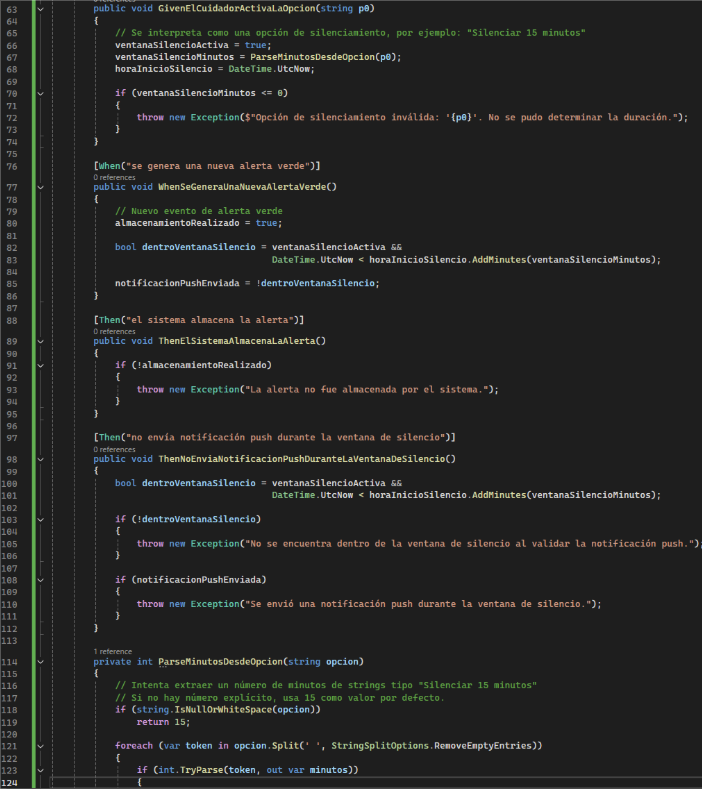 0 references
63 public void GivenElCuidadorActivaLaOpcion(string p0)
64 {
65 // Se interpreta como una opción de silenciamiento, por ejemplo: "Silenciar 15 minutos"
66 ventanaSilencioActiva = true;
67 ventanaSilencioMinutos = ParseMinutosDesdeOpcion(p0);
68 horaInicioSilencio = DateTime.UtcNow;
69
70 if (ventanaSilencioMinutos <= 0)
71 {
72 throw new Exception($"Opción de silenciamiento inválida: '{p0}'. No se pudo determinar la duración.");
73 }
74 }
75
76 [When("se genera una nueva alerta verde")]
0 references
77 public void WhenSeGeneraUnaNuevaAlertaVerde()
78 {
79 // Nuevo evento de alerta verde
80 almacenamientoRealizado = true;
81
82 bool dentroVentanaSilencio = ventanaSilencioActiva &&
83 DateTime.UtcNow < horaInicioSilencio.AddMinutes(ventanaSilencioMinutos);
84
85 notificacionPushEnviada = !dentroVentanaSilencio;
86 }
87
88 [Then("el sistema almacena la alerta")]
0 references
89 public void ThenElSistemaAlmacenaLaAlerta()
90 {
91 if (!almacenamientoRealizado)
92 {
93 throw new Exception("La alerta no fue almacenada por el sistema.");
94 }
95 }
96
97 [Then("no envía notificación push durante la ventana de silencio")]
0 references
98 public void ThenNoEnviaNotificacionPushDuranteLaVentanaDeSilencio()
99 {
100 bool dentroVentanaSilencio = ventanaSilencioActiva &&
101 DateTime.UtcNow < horaInicioSilencio.AddMinutes(ventanaSilencioMinutos);
102
103 if (!dentroVentanaSilencio)
104 {
105 throw new Exception("No se encuentra dentro de la ventana de silencio al validar la notificación push.");
106 }
107
108 if (notificacionPushEnviada)
109 {
110 throw new Exception("Se envió una notificación push durante la ventana de silencio.");
111 }
112 }
113
1 reference
114 private int ParseMinutosDesdeOpcion(string opcion)
115 {
116 // Intenta extraer un número de minutos de strings tipo "Silenciar 15 minutos"
117 // Si no hay número explícito, usa 15 como valor por defecto.
118 if (string.IsNullOrWhiteSpace(opcion))
119 return 15;
120
121 foreach (var token in opcion.Split(' ', StringSplitOptions.RemoveEmptyEntries))
122 {
123 if (int.TryParse(token, out var minutos))
124 {